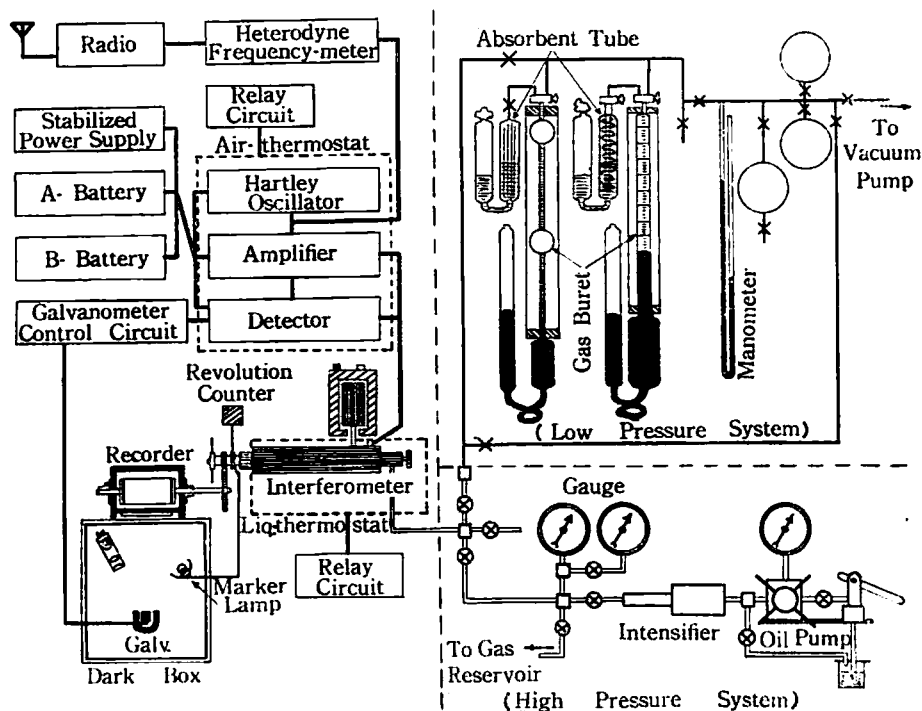 Radio
Heterodyne
Frequency-meter
Relay
Circuit
Air-thermostat
Stabilized
Power Supply
A- Battery
B- Battery
Hartley
Oscillator
Amplifier
Detector
Galvanometer
Control Circuit
Revolution
Counter
Recorder
Interferometer
Liq-thermostat
Relay
Circuit
Marker
Lamp
Galv.
Dark Box
Absorbent Tube
Gas Buret
Manometer
To
Vacuum
Pump
(Low Pressure System)
Gauge
Intensifier
Oil Pump
To Gas
Reservoir
(High Pressure System)